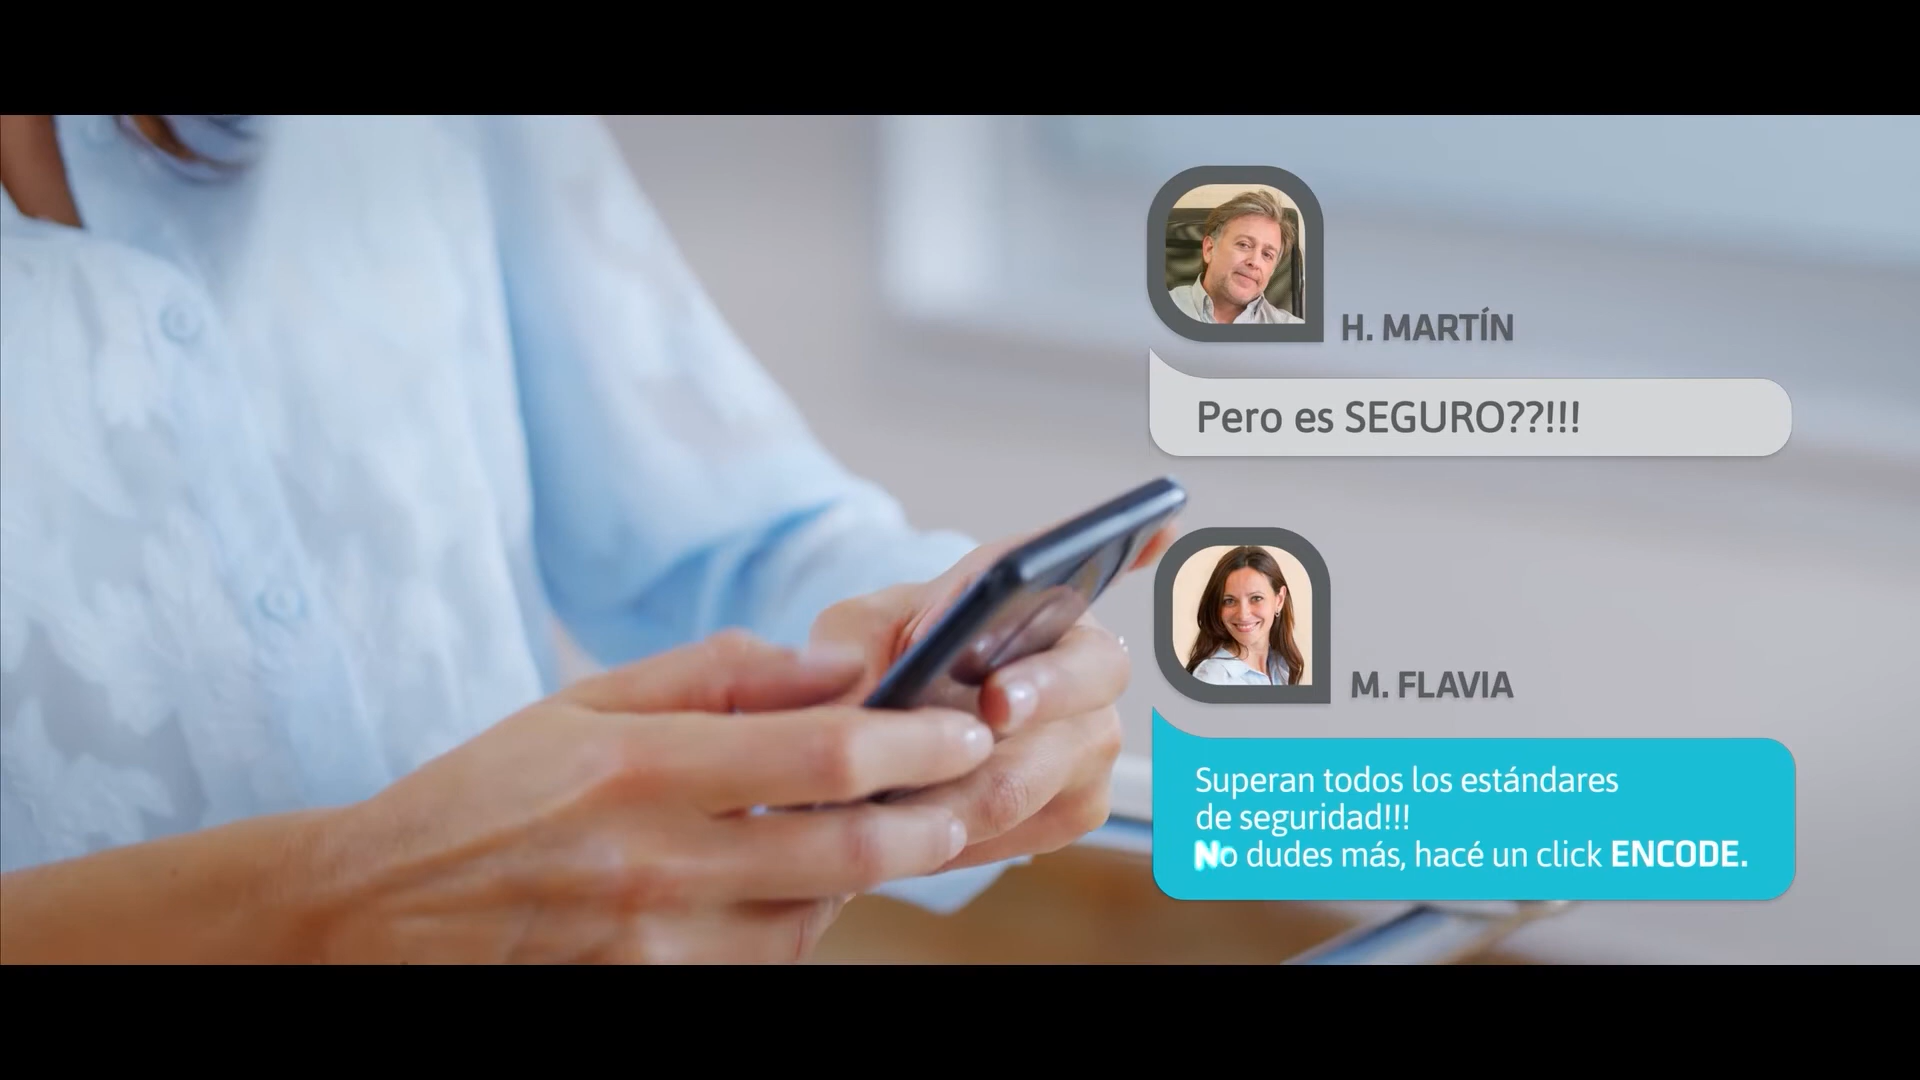 H. MARTÍN
Pero es SEGURO??!!!
M. FLAVIA
Superan todos los estándares
de seguridad!!!
No dudes más, hacé un click ENCODE.